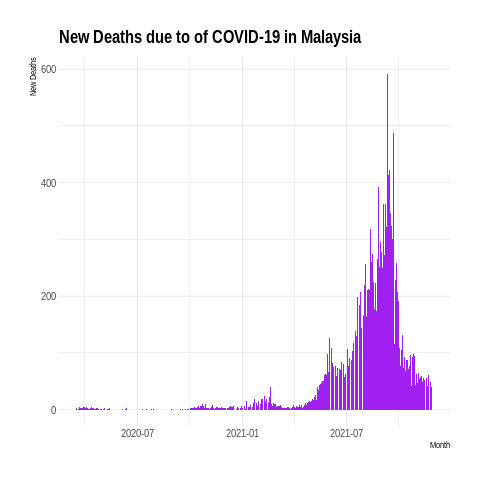 New Deaths due to of COVID-19 in Malaysia
New Deaths
600
400
200
0
2020-07
2021-01
2021-07
Month